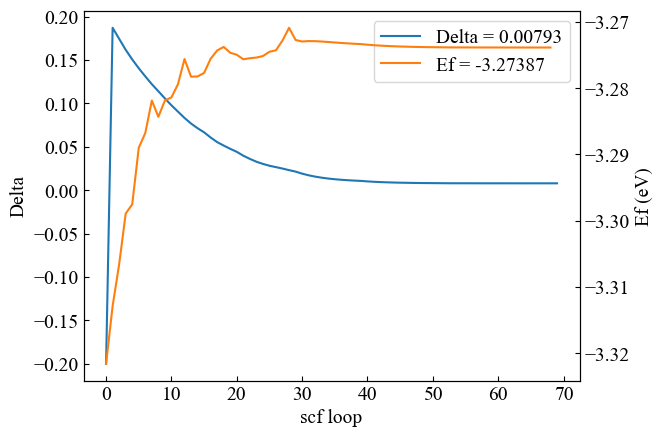 Delta = 0.00793
Ef = -3.27387
0.20
0.15
0.10
0.05
0.00
−0.05
−0.10
−0.15
−0.20
Delta
−3.27
−3.28
−3.29
−3.30
−3.31
−3.32
Ef (eV)
0 10 20 30 40 50 60 70
scf loop